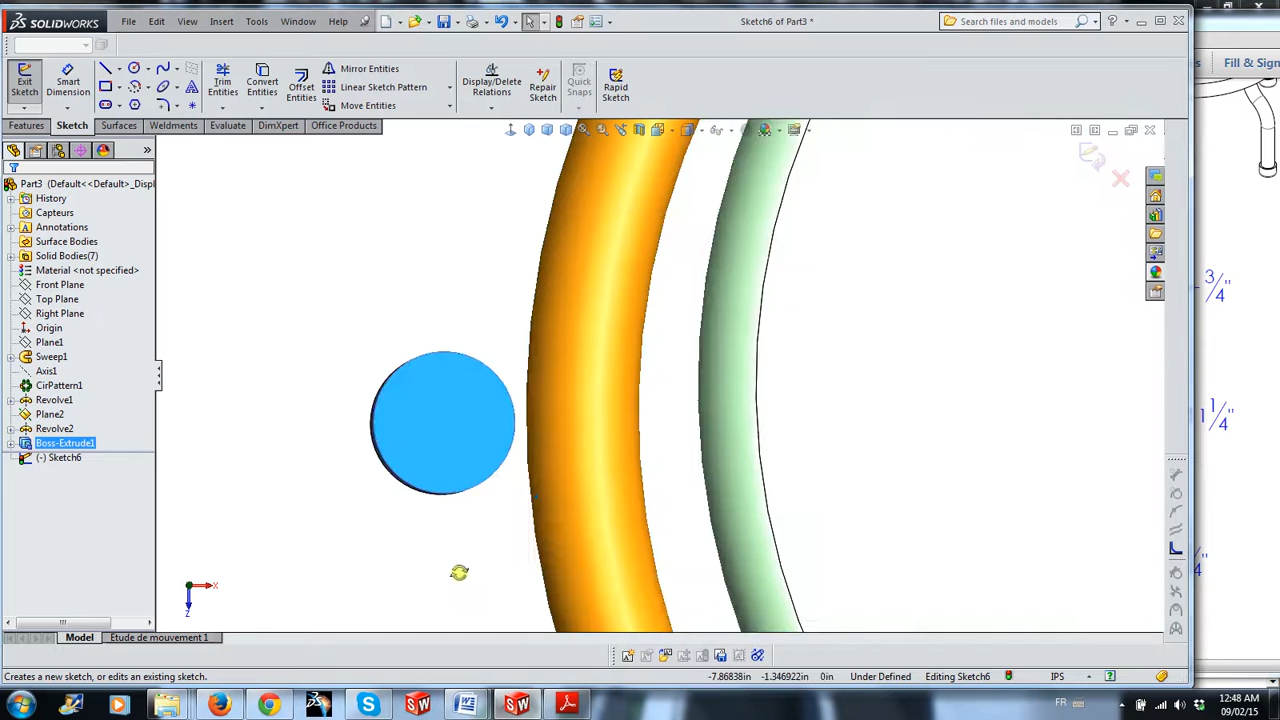 SOLIDWORKS
File Edit View Insert Tools Window Help
Sketch6 of Part3 *
Search files and models
Exit Sketch
Smart Dimension
Trim Entities
Convert Entities
Offset Entities
Mirror Entities
Linear Sketch Pattern
Move Entities
Display/Delete Relations
Repair Sketch
Quick Snaps
Rapid Sketch
Fill & Sign
Features Sketch Surfaces Weldments Evaluate DimXpert Office Products
Part3 (Default<<Default>_Displ
History
Capteurs
Annotations
Surface Bodies
Solid Bodies(7)
Material <not specified>
Front Plane
Top Plane
Right Plane
Origin
Plane1
Sweep1
Axis1
CirPattern1
Revolve1
Plane2
Revolve2
Boss-Extrude1
(-) Sketch6
3/4"
1 1/4"
X
Z
Model Etude de mouvement 1
Creates a new sketch, or edits an existing sketch.
-7.86838in -1.346922in 0in Under Defined Editing Sketch6 IPS
FR
12:48 AM
09/02/15